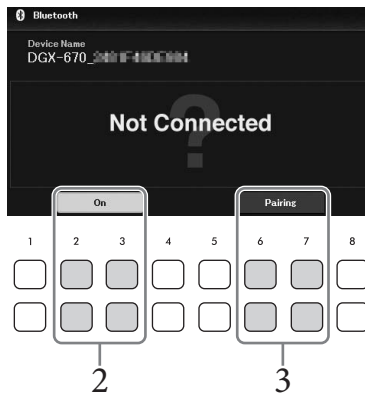 Bluetooth
Device Name
DGX-670_
Not Connected
On
Pairing
1 2 3 4 5 6 7 8
2
3